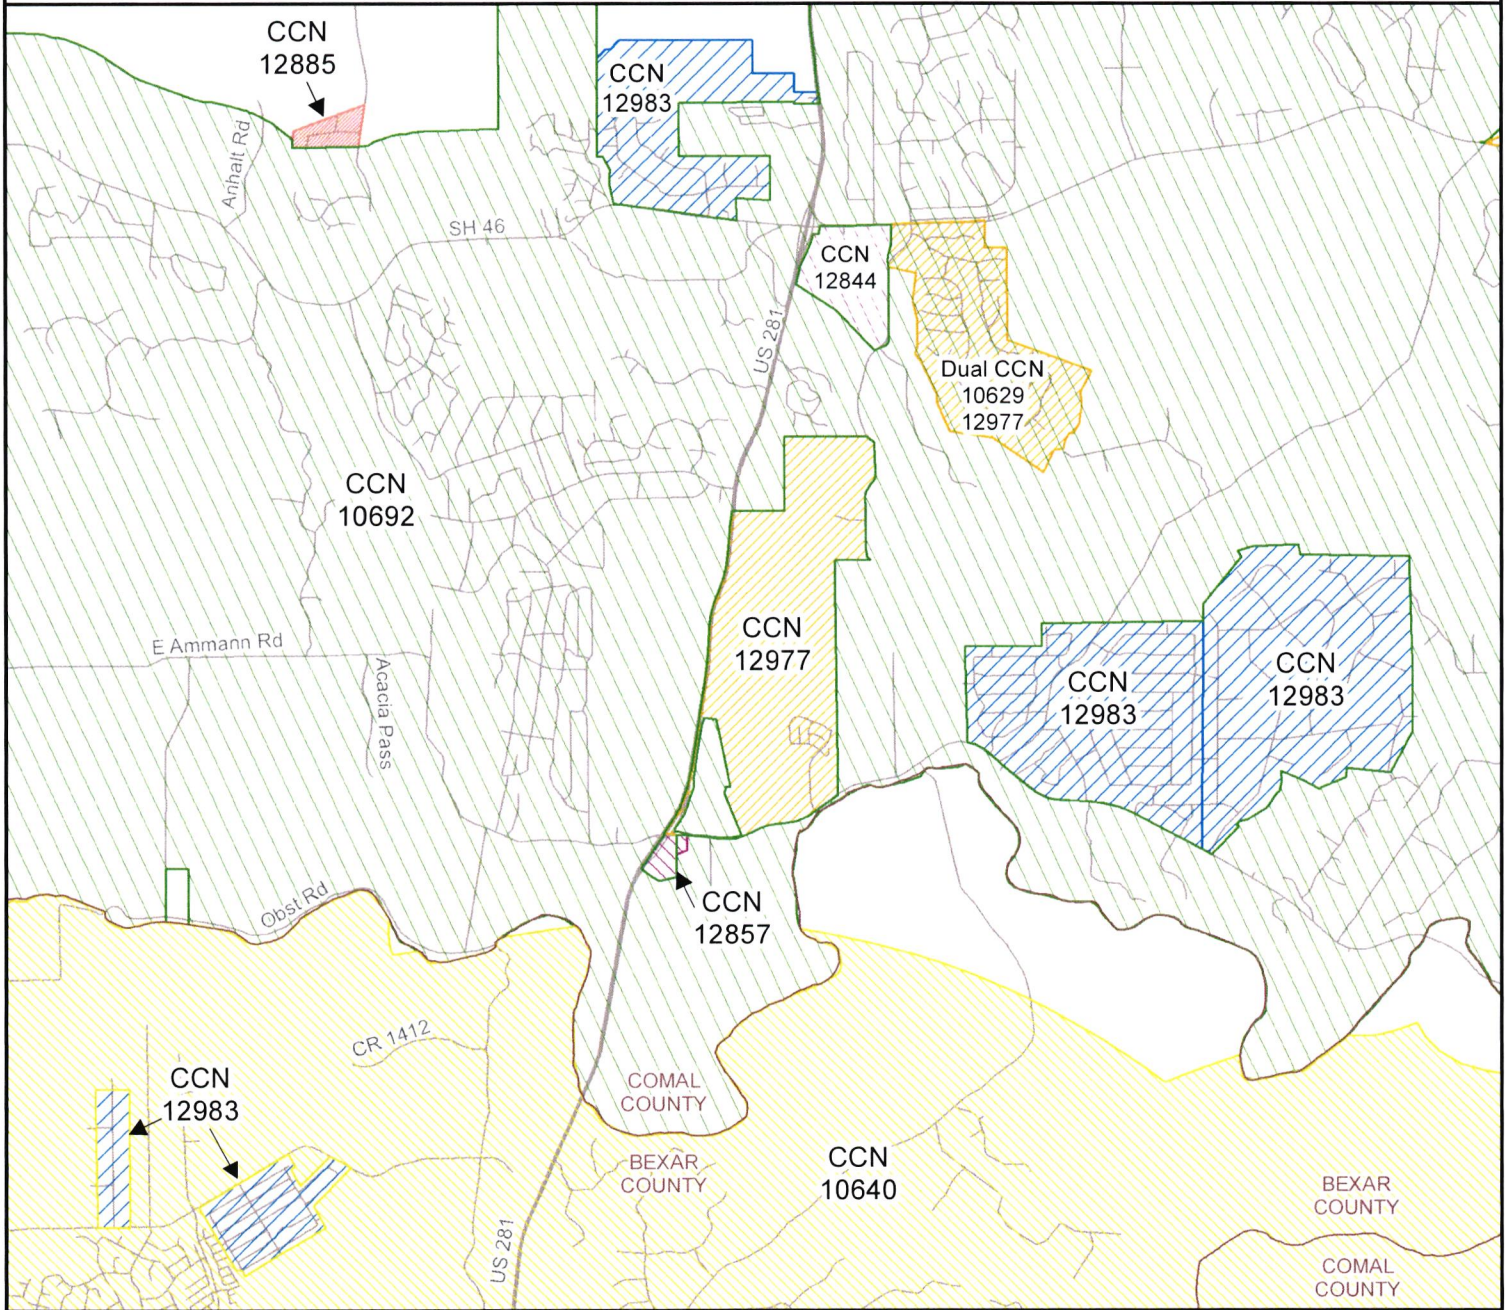 CCN
12885
CCN
12983
Anhalt Rd
SH 46
CCN
12844
US 281
Dual CCN
10629
12977
CCN
10692
CCN
12977
E Ammann Rd
Acacia Pass
CCN
12983
CCN
12983
Obst Rd
CCN
12857
CR 1412
CCN
12983
COMAL
COUNTY
BEXAR
COUNTY
CCN
10640
US 281
BEXAR
COUNTY
COMAL
COUNTY